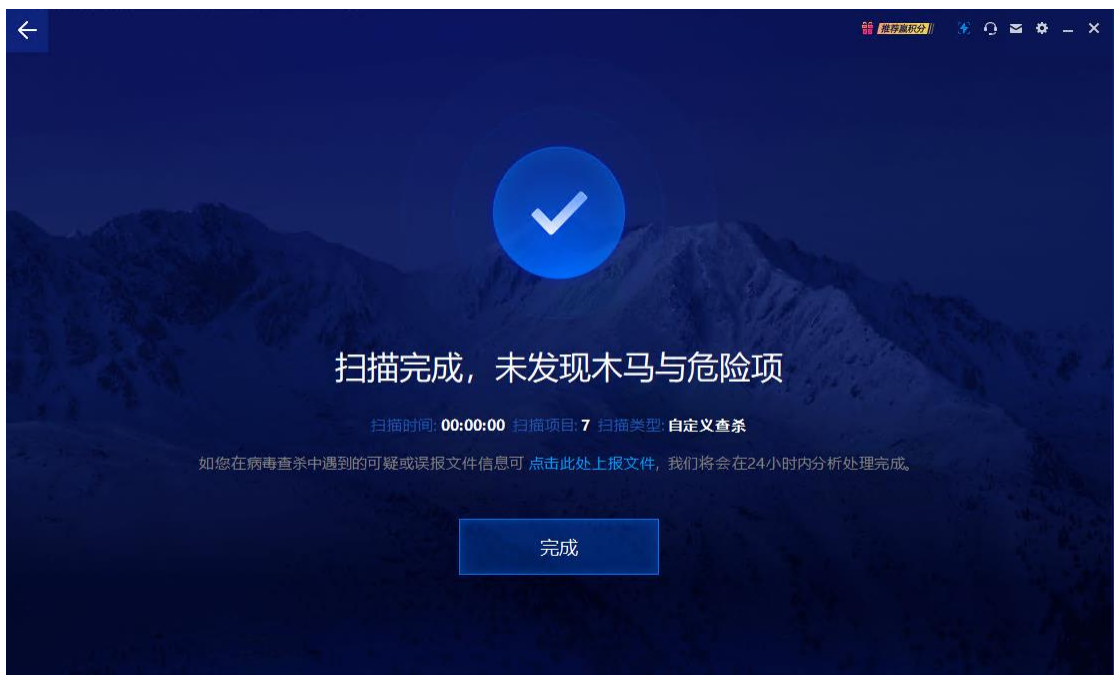 推荐赢积分
扫描完成，未发现木马与危险项
扫描时间: 00:00:00 扫描项目: 7 扫描类型: 自定义查杀
如您在病毒查杀中遇到的可疑或误报文件信息可 点击此处上报文件，我们将会在24小时内分析处理完成。
完成